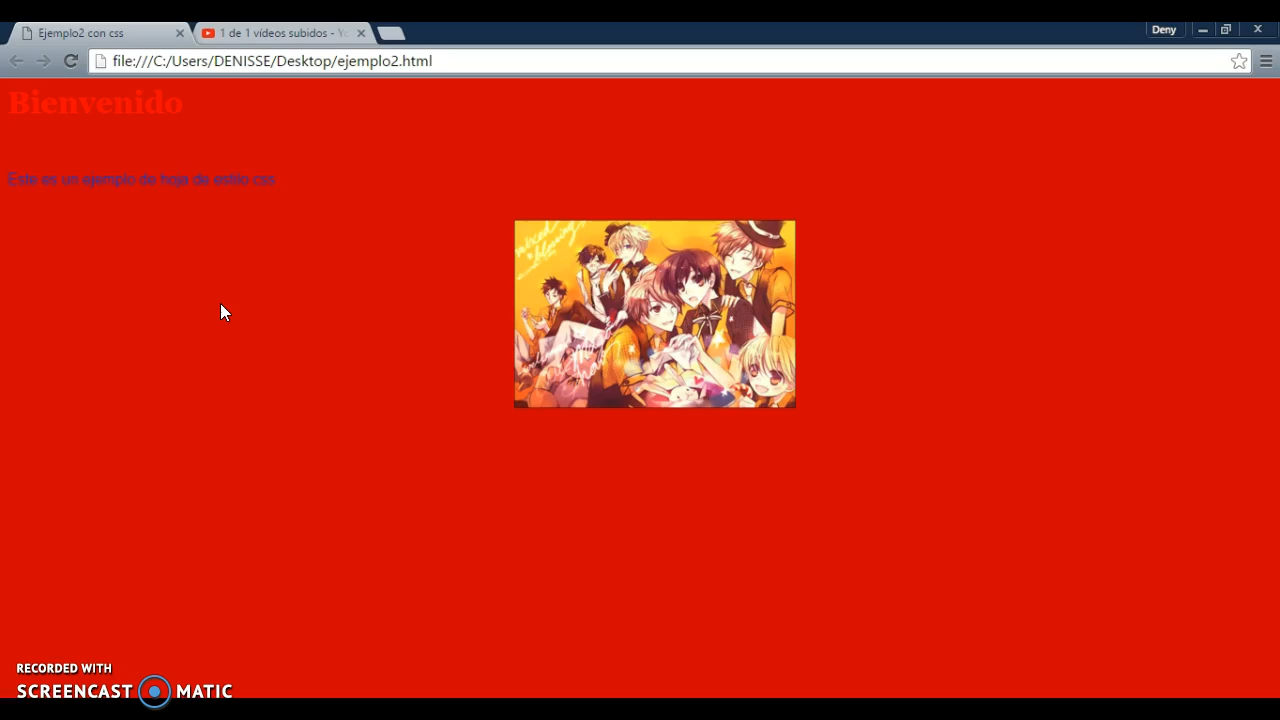 Ejemplo2 con css
1 de 1 vídeos subidos - Yo
Deny
file:///C:/Users/DENISSE/Desktop/ejemplo2.html
Bienvenido
Este es un ejemplo de hoja de estilo css
RECORDED WITH
SCREENCAST MATIC